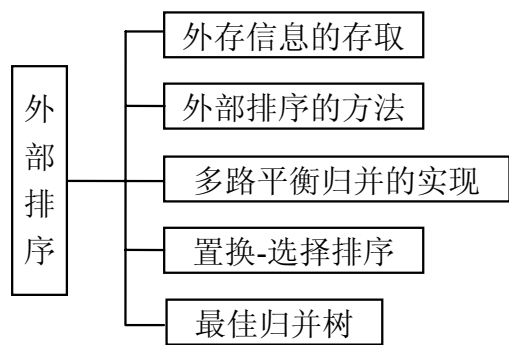 外部排序
外存信息的存取
外部排序的方法
多路平衡归并的实现
置换-选择排序
最佳归并树